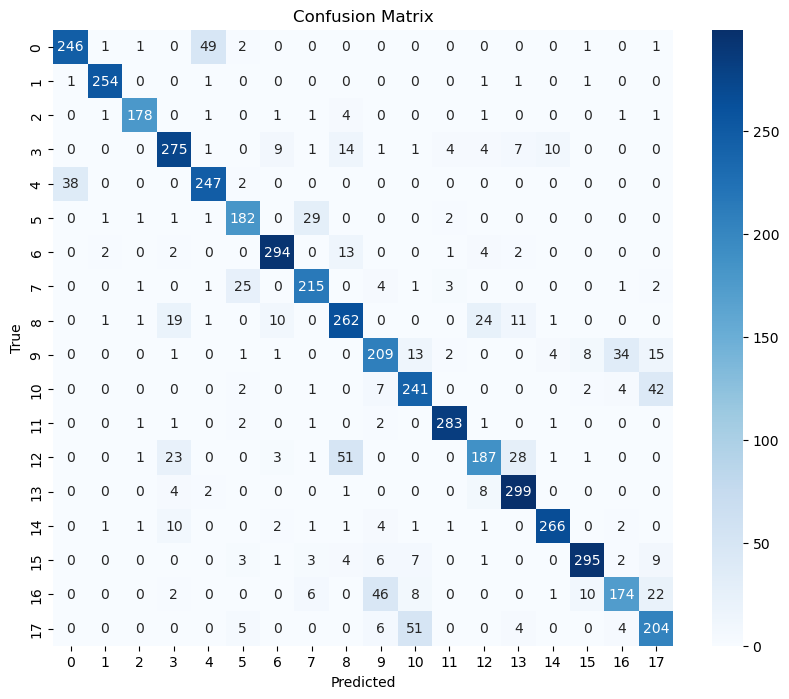 Confusion Matrix
0 246 1 1 0 49 2 0 0 0 0 0 0 0 0 0 1 0 1
1 1 254 0 0 1 0 0 0 0 0 0 0 1 1 0 1 0 0
2 0 1 178 0 1 0 1 1 4 0 0 0 1 0 0 0 1 1
3 0 0 0 275 1 0 9 1 14 1 1 4 4 7 10 0 0 0
4 38 0 0 0 247 2 0 0 0 0 0 0 0 0 0 0 0 0
5 0 1 1 1 1 182 0 29 0 0 0 2 0 0 0 0 0 0
6 0 2 0 2 0 0 294 0 13 0 0 1 4 2 0 0 0 0
7 0 0 1 0 1 25 0 215 0 4 1 3 0 0 0 0 1 2
8 0 1 1 19 1 0 10 0 262 0 0 0 24 11 1 0 0 0
9 0 0 0 1 0 1 1 0 0 209 13 2 0 0 4 8 34 15
10 0 0 0 0 0 2 0 1 0 7 241 0 0 0 0 2 4 42
11 0 0 1 1 0 2 0 1 0 2 0 283 1 0 1 0 0 0
12 0 0 1 23 0 0 3 1 51 0 0 0 187 28 1 1 0 0
13 0 0 0 4 2 0 0 0 1 0 0 0 8 299 0 0 0 0
14 0 1 1 10 0 0 2 1 1 4 1 1 1 0 266 0 2 0
15 0 0 0 0 0 3 1 3 4 6 7 0 1 0 0 295 2 9
16 0 0 0 2 0 0 0 6 0 46 8 0 0 0 1 10 174 22
17 0 0 0 0 0 5 0 0 0 6 51 0 0 4 0 0 4 204
0 1 2 3 4 5 6 7 8 9 10 11 12 13 14 15 16 17
Predicted
True
250
200
150
100
50
0